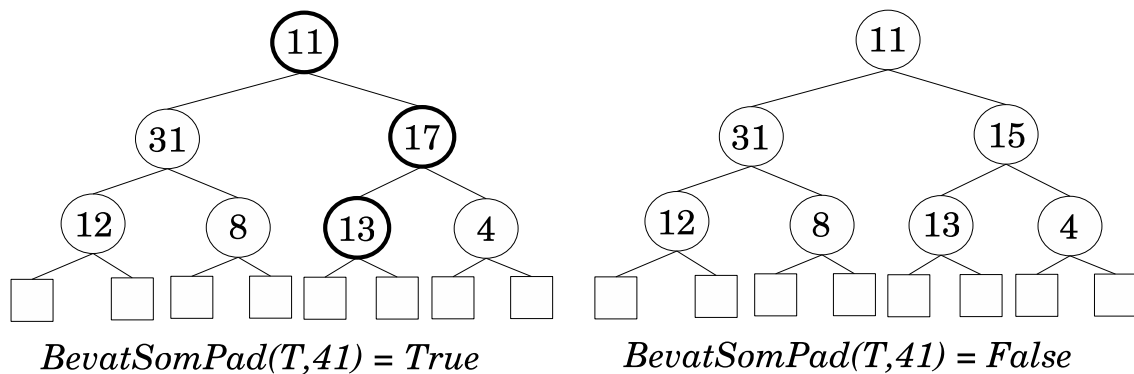 11 11
31 17 31 15
12 8 13 4 12 8 13 4
BevatSomPad(T,41) = True BevatSomPad(T,41) = False